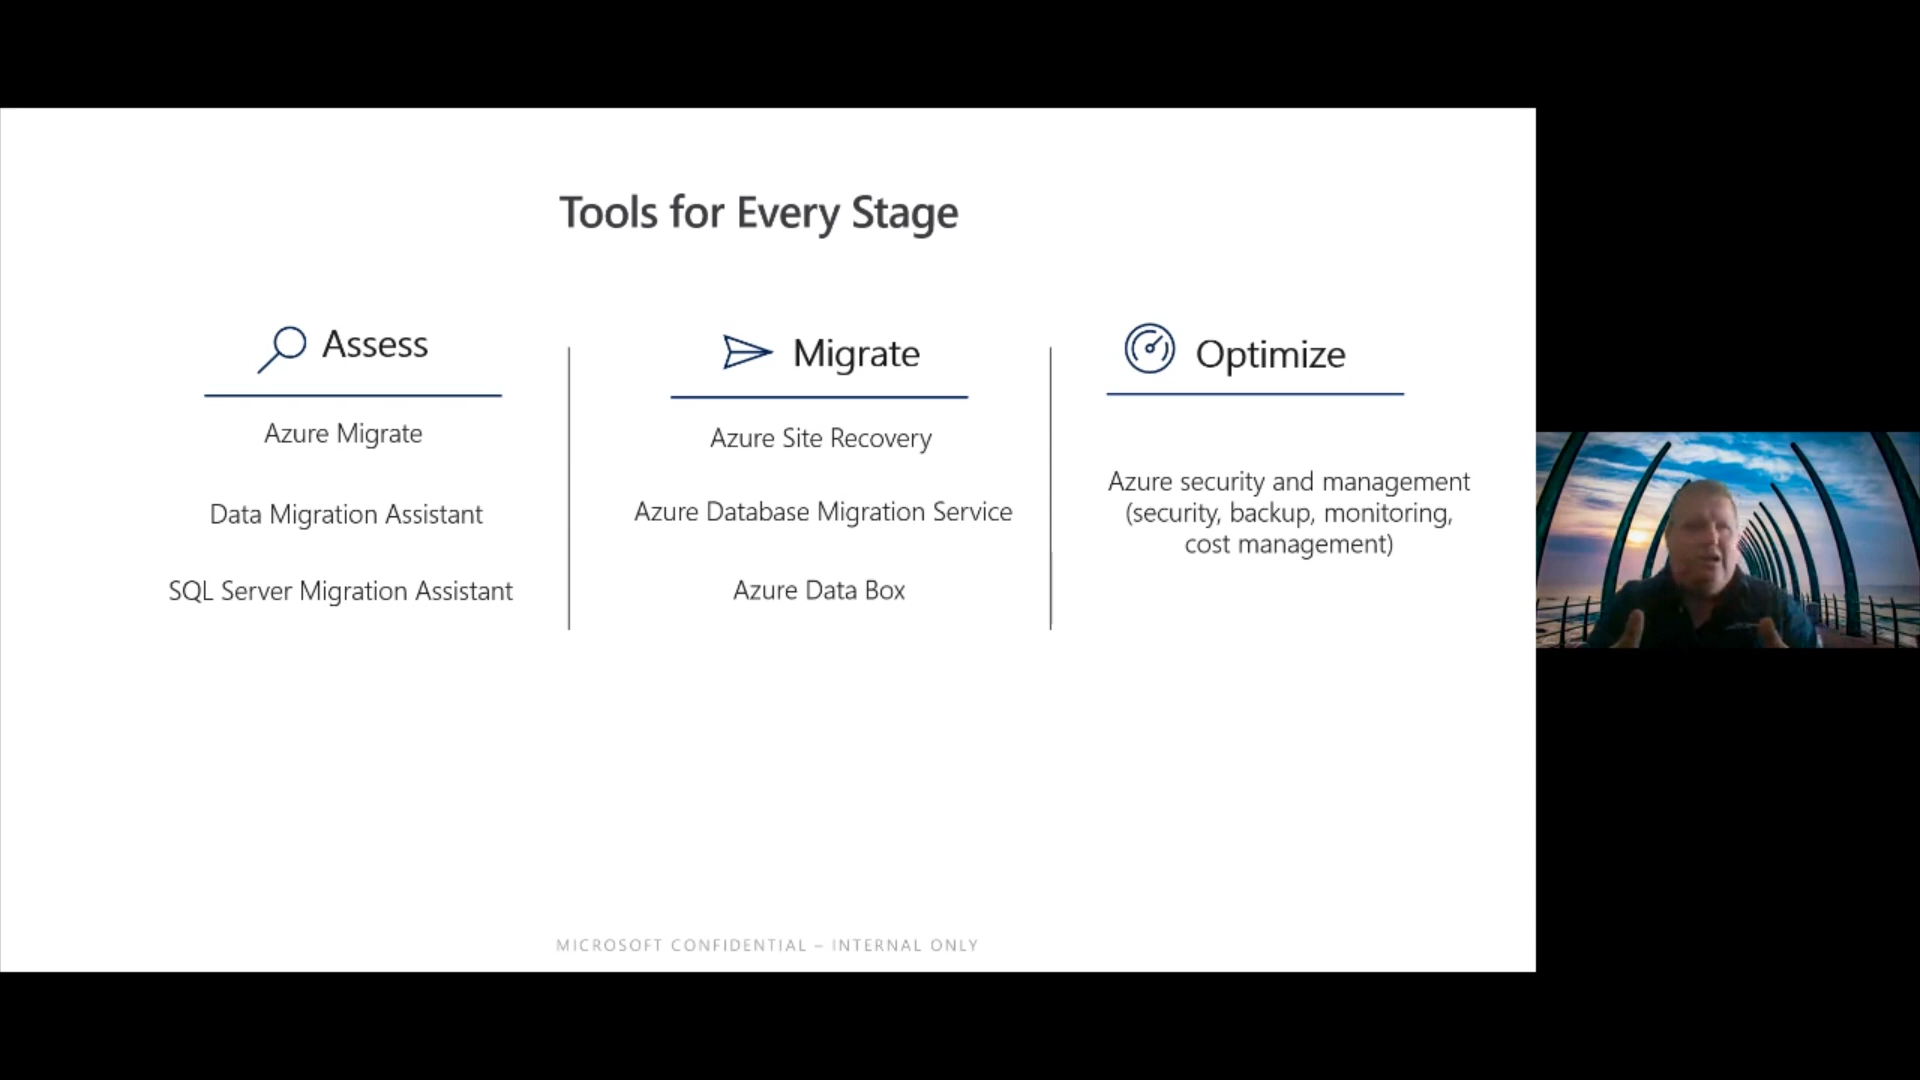 Tools for Every Stage
Assess
Azure Migrate
Data Migration Assistant
SQL Server Migration Assistant
Migrate
Azure Site Recovery
Azure Database Migration Service
Azure Data Box
Optimize
Azure security and management
(security, backup, monitoring,
cost management)
MICROSOFT CONFIDENTIAL – INTERNAL ONLY